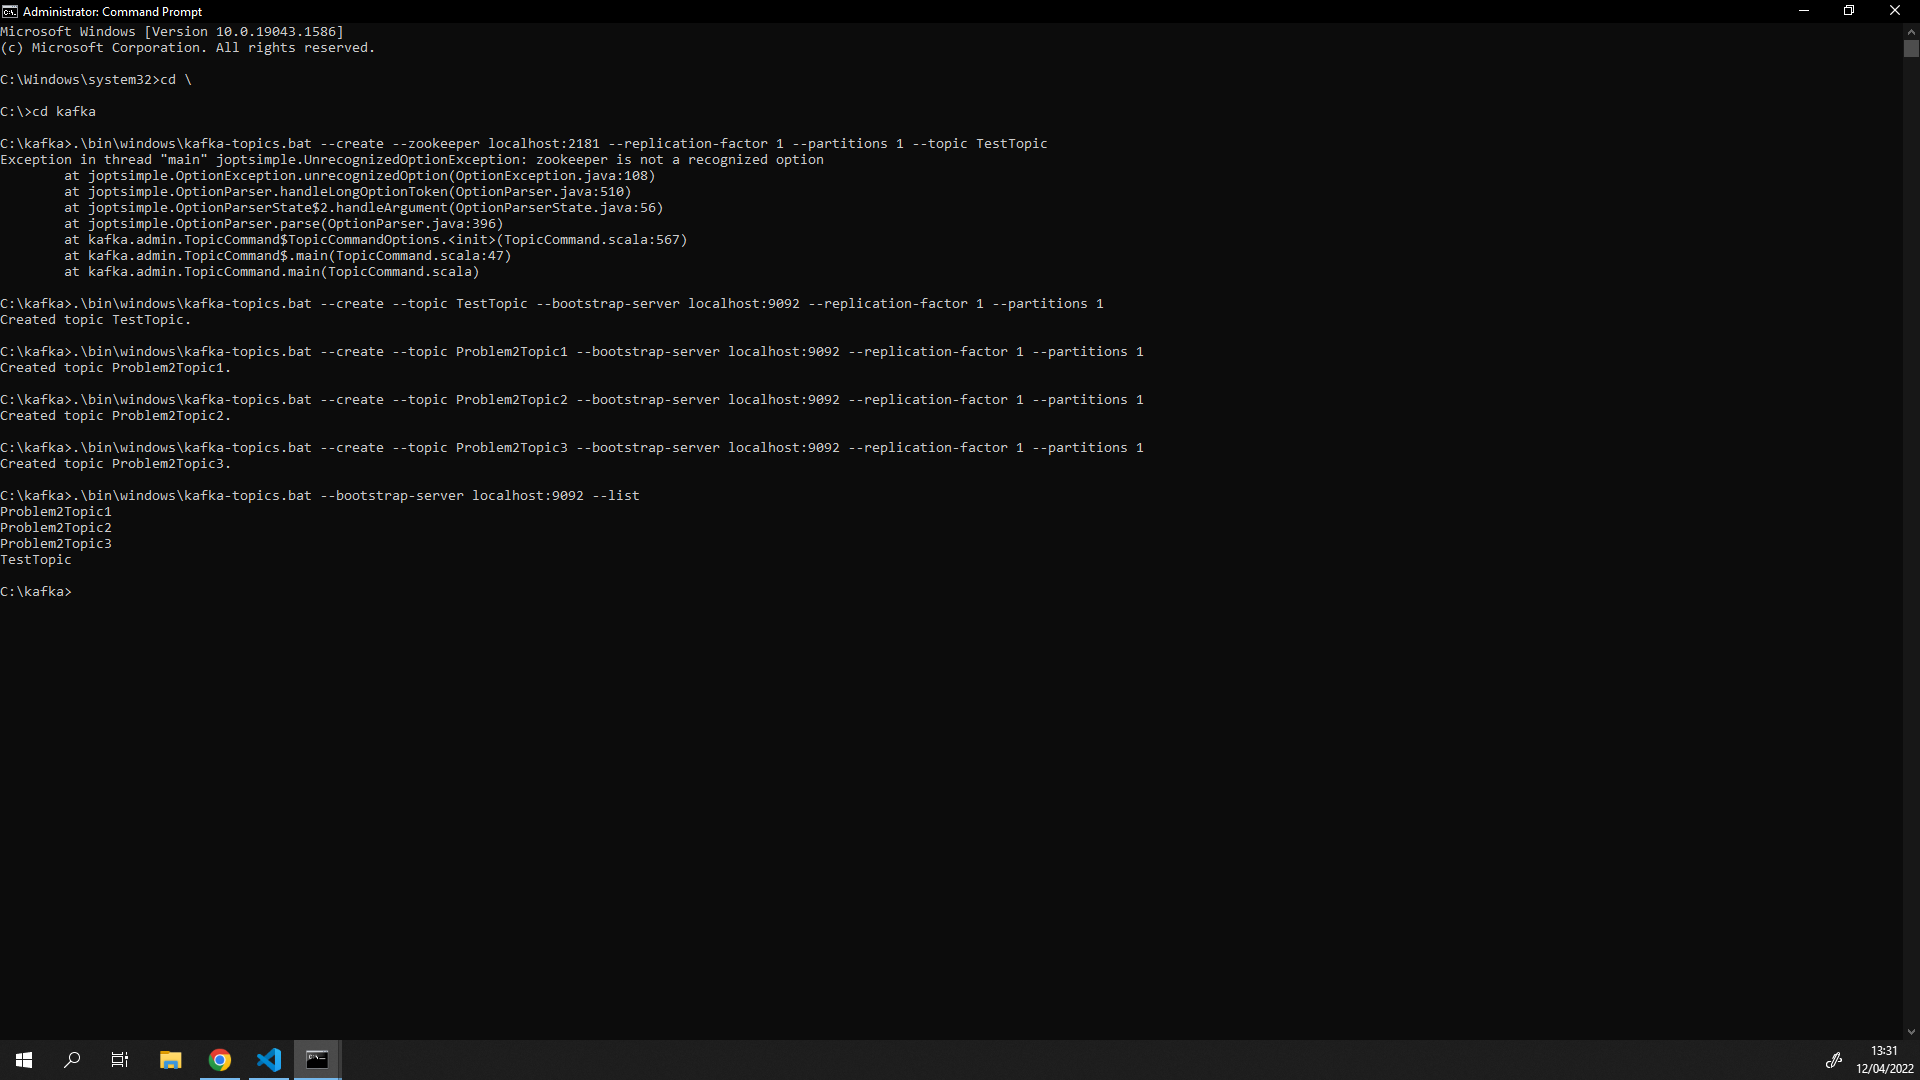 Administrator: Command Prompt
Microsoft Windows [Version 10.0.19043.1586]
(c) Microsoft Corporation. All rights reserved.
C:\Windows\system32>cd \
C:\>cd kafka
C:\kafka>.\bin\windows\kafka-topics.bat --create --zookeeper localhost:2181 --replication-factor 1 --partitions 1 --topic TestTopic
Exception in thread "main" joptsimple.UnrecognizedOptionException: zookeeper is not a recognized option
at joptsimple.OptionException.unrecognizedOption(OptionException.java:108)
at joptsimple.OptionParser.handleLongOptionToken(OptionParser.java:510)
at joptsimple.OptionParserState$2.handleArgument(OptionParserState.java:56)
at joptsimple.OptionParser.parse(OptionParser.java:396)
at kafka.admin.TopicCommand$TopicCommandOptions.<init>(TopicCommand.scala:567)
at kafka.admin.TopicCommand$.main(TopicCommand.scala:47)
at kafka.admin.TopicCommand.main(TopicCommand.scala)
C:\kafka>.\bin\windows\kafka-topics.bat --create --topic TestTopic --bootstrap-server localhost:9092 --replication-factor 1 --partitions 1
Created topic TestTopic.
C:\kafka>.\bin\windows\kafka-topics.bat --create --topic Problem2Topic1 --bootstrap-server localhost:9092 --replication-factor 1 --partitions 1
Created topic Problem2Topic1.
C:\kafka>.\bin\windows\kafka-topics.bat --create --topic Problem2Topic2 --bootstrap-server localhost:9092 --replication-factor 1 --partitions 1
Created topic Problem2Topic2.
C:\kafka>.\bin\windows\kafka-topics.bat --create --topic Problem2Topic3 --bootstrap-server localhost:9092 --replication-factor 1 --partitions 1
Created topic Problem2Topic3.
C:\kafka>.\bin\windows\kafka-topics.bat --bootstrap-server localhost:9092 --list
Problem2Topic1
Problem2Topic2
Problem2Topic3
TestTopic
C:\kafka>
13:31
12/04/2022